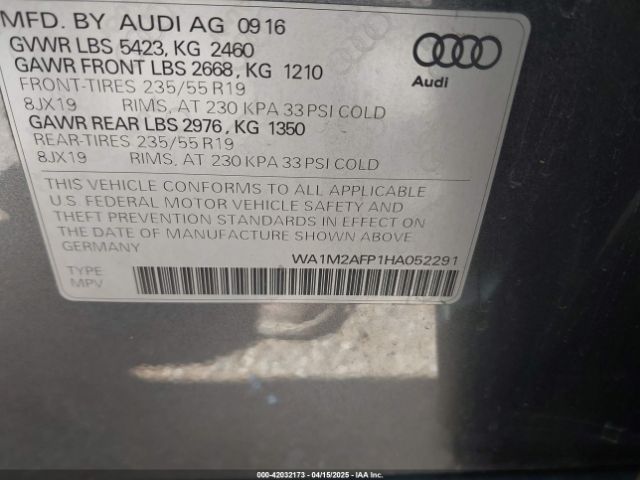 MFD. BY AUDI AG 09 16
GVWR LBS 5423, KG 2460
GAWR FRONT LBS 2668, KG 1210
FRONT-TIRES 235/55 R19
8JX19 RIMS, AT 230 KPA 33 PSI COLD
GAWR REAR LBS 2976, KG 1350
REAR-TIRES 235/55 R19
8JX19 RIMS, AT 230 KPA 33 PSI COLD
Audi
THIS VEHICLE CONFORMS TO ALL APPLICABLE
U.S. FEDERAL MOTOR VEHICLE SAFETY AND
THEFT PREVENTION STANDARDS IN EFFECT ON
THE DATE OF MANUFACTURE SHOWN ABOVE
GERMANY
WA1M2AFP1HA052291
TYPE
MPV
000-42032173 - 04/15/2025 - IAA Inc.